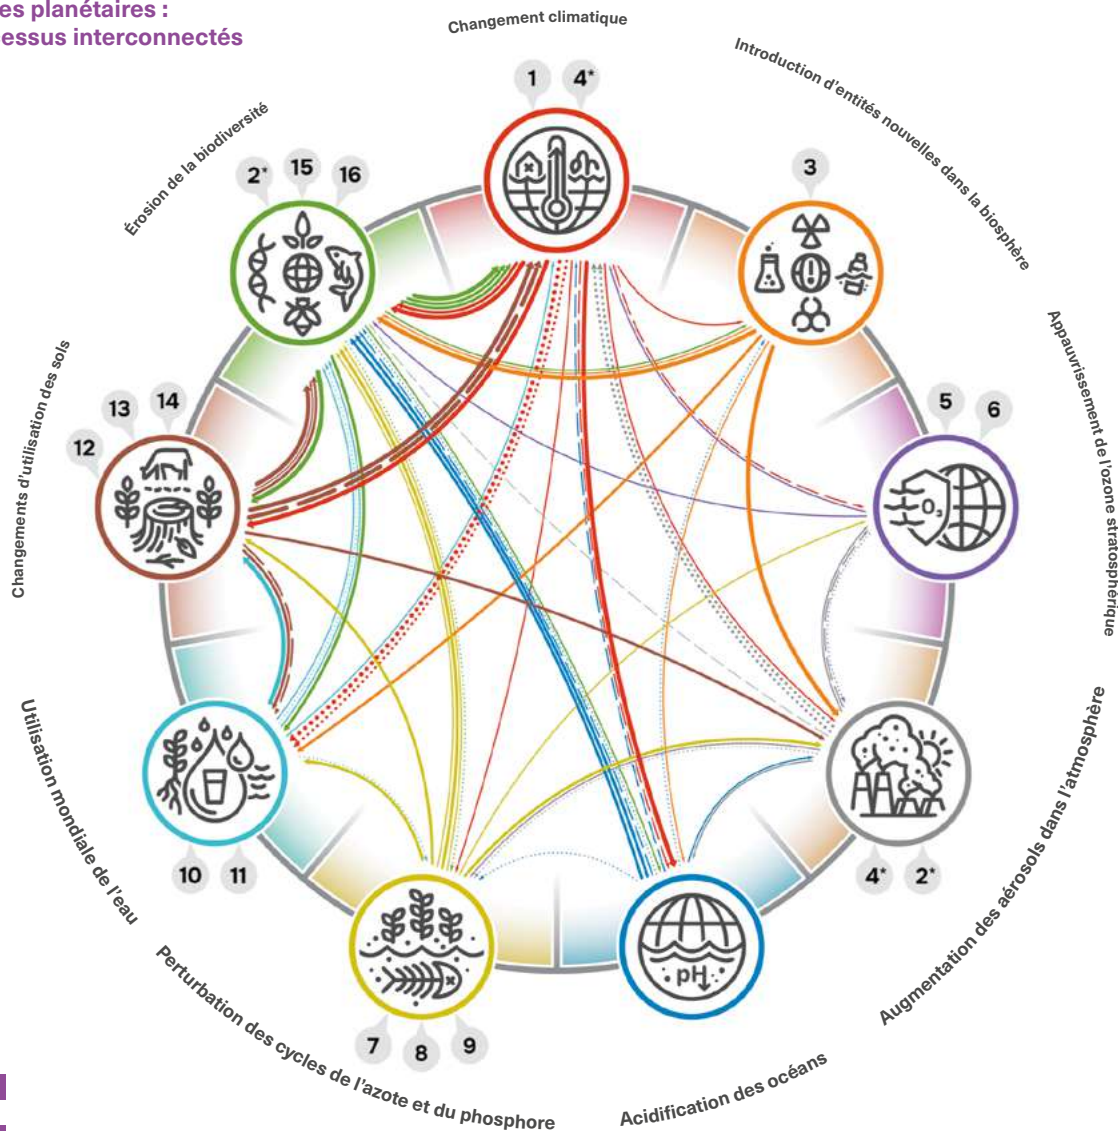 es planétaires :
essus interconnectés
Changement climatique
1
4*
Introduction d'entités nouvelles dans la biosphère
3
Appauvrissement de l'ozone stratosphérique
5
6
O₃
Augmentation des aérosols dans l'atmosphère
4*
2*
Acidification des océans
pH
Perturbation des cycles de l'azote et du phosphore
7
8
9
Utilisation mondiale de l'eau
10
11
Changements d'utilisation des sols
12
13
14
Érosion de la biodiversité
2*
15
16